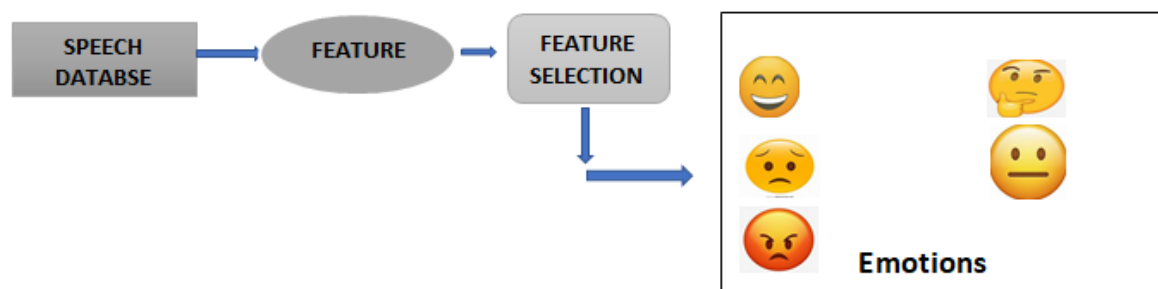 SPEECH
DATABSE
FEATURE
FEATURE
SELECTION
Emotions